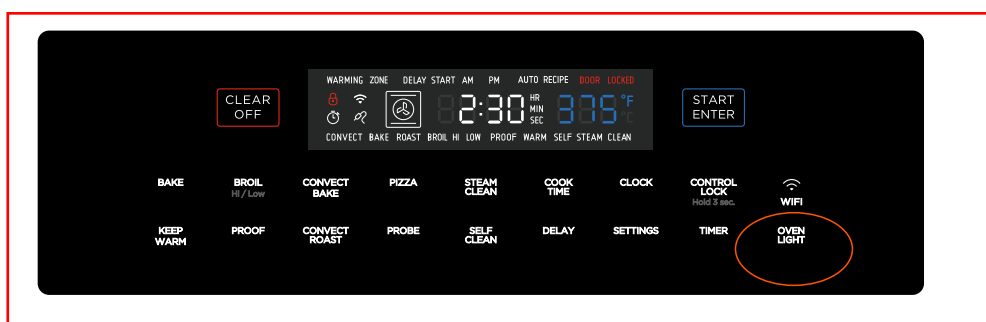 WARMING ZONE DELAY START AM PM AUTO RECIPE DOOR LOCKED
CLEAR
OFF
2:30
HR
MIN
SEC
375°F
°C
START
ENTER
CONVECT BAKE ROAST BROIL HI LOW PROOF WARM SELF STEAM CLEAN
BAKE
BROIL
Hi / Low
CONVECT
BAKE
PIZZA
STEAM
CLEAN
COOK
TIME
CLOCK
CONTROL
LOCK
Hold 3 sec.
WIFI
KEEP
WARM
PROOF
CONVECT
ROAST
PROBE
SELF
CLEAN
DELAY
SETTINGS
TIMER
OVEN
LIGHT